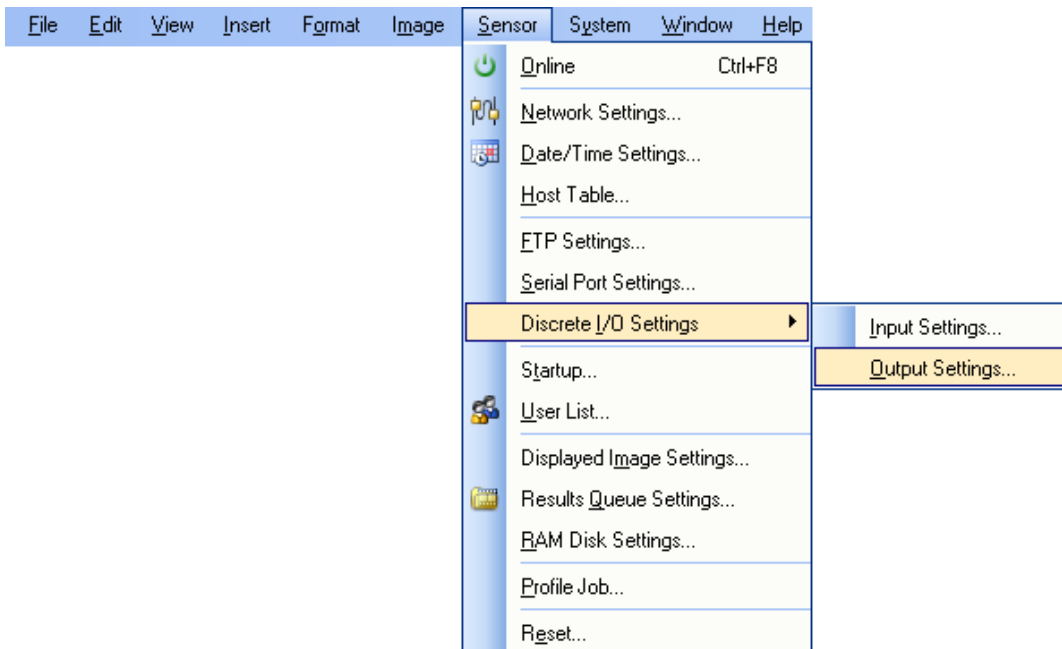 File Edit View Insert Format Image Sensor System Window Help
Online Ctrl+F8
Network Settings...
Date/Time Settings...
Host Table...
FTP Settings...
Serial Port Settings...
Discrete I/O Settings
Input Settings...
Output Settings...
Startup...
User List...
Displayed Image Settings...
Results Queue Settings...
RAM Disk Settings...
Profile Job...
Reset...